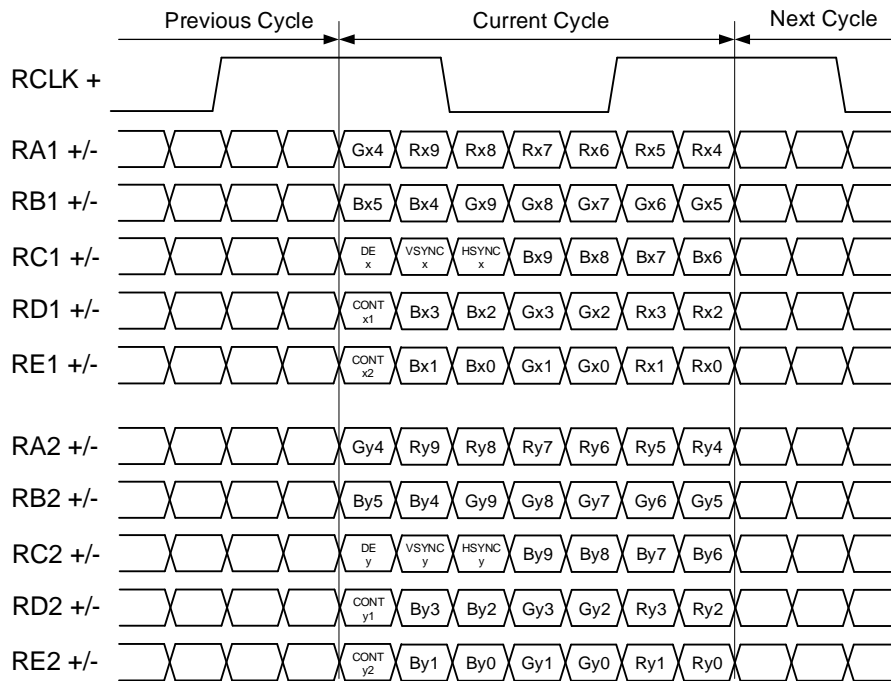 Previous Cycle Current Cycle Next Cycle
RCLK +
RA1 +/- Gx4 Rx9 Rx8 Rx7 Rx6 Rx5 Rx4
RB1 +/- Bx5 Bx4 Gx9 Gx8 Gx7 Gx6 Gx5
RC1 +/- DE x VSYNC x HSYNC x Bx9 Bx8 Bx7 Bx6
RD1 +/- CONT x1 Bx3 Bx2 Gx3 Gx2 Rx3 Rx2
RE1 +/- CONT x2 Bx1 Bx0 Gx1 Gx0 Rx1 Rx0
RA2 +/- Gy4 Ry9 Ry8 Ry7 Ry6 Ry5 Ry4
RB2 +/- By5 By4 Gy9 Gy8 Gy7 Gy6 Gy5
RC2 +/- DE y VSYNC y HSYNC y By9 By8 By7 By6
RD2 +/- CONT y1 By3 By2 Gy3 Gy2 Ry3 Ry2
RE2 +/- CONT y2 By1 By0 Gy1 Gy0 Ry1 Ry0